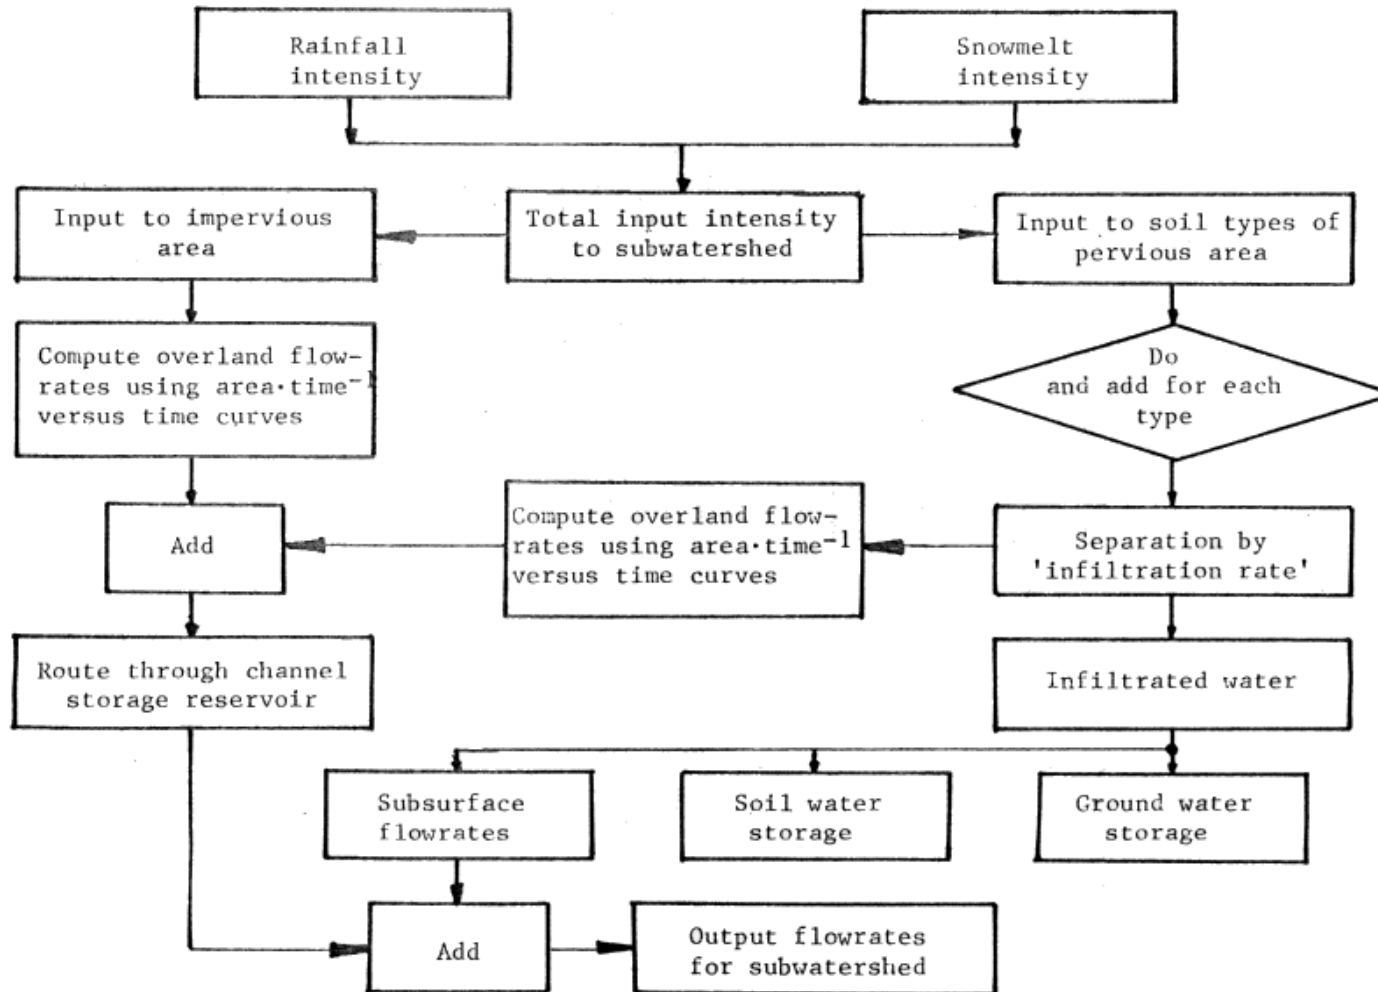 Rainfall
intensity
Snowmelt
intensity
Input to impervious
area
Total input intensity
to subwatershed
Input to soil types of
pervious area
Compute overland flow-
rates using area·time⁻¹
versus time curves
Do
and add for each
type
Add
Compute overland flow-
rates using area·time⁻¹
versus time curves
Separation by
'infiltration rate'
Route through channel
storage reservoir
Infiltrated water
Subsurface
flowrates
Soil water
storage
Ground water
storage
Add
Output flowrates
for subwatershed